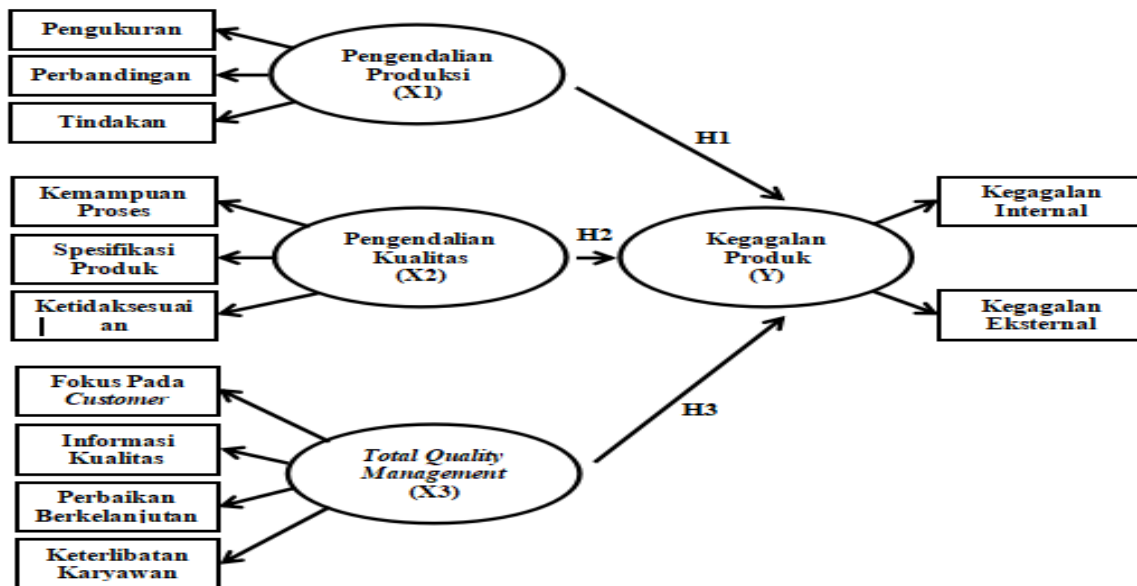 Pengukuran
Perbandingan
Tindakan
Pengendalian
Produksi
(X1)
H1
Kemampuan
Proses
Spesifikasi
Produk
Ketidaksesuai
an
Pengendalian
Kualitas
(X2)
H2
Kegagalan
Produk
(Y)
Kegagalan
Internal
Kegagalan
Eksternal
Fokus Pada
Customer
Informasi
Kualitas
Perbaikan
Berkelanjutan
Keterlibatan
Karyawan
Total Quality
Management
(X3)
H3